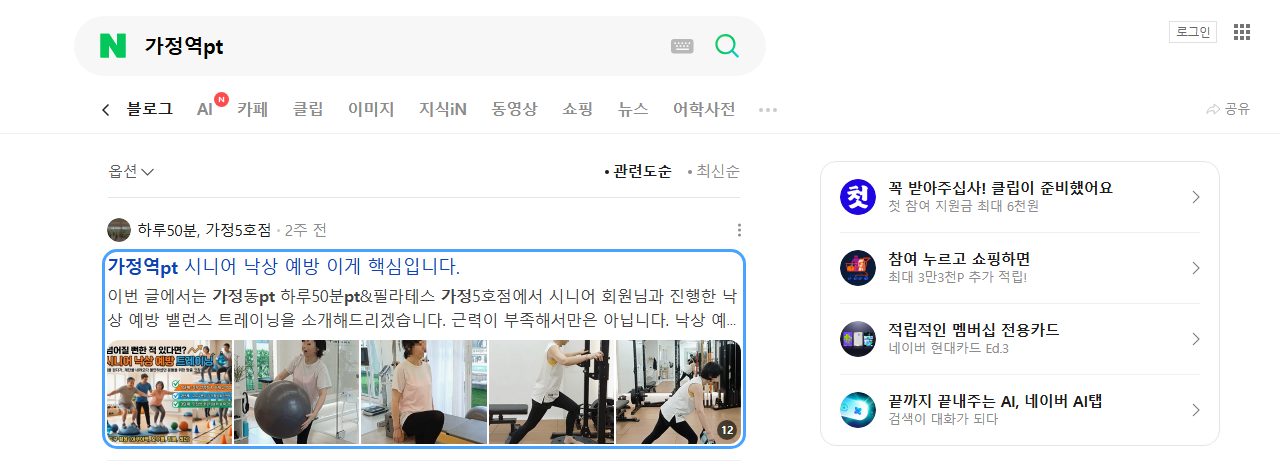 가정역pt
로그인
블로그 AI N 카페 클립 이미지 지식iN 동영상 쇼핑 뉴스 어학사전
공유
옵션
• 관련도순 • 최신순
하루50분, 가정5호점 · 2주 전
가정역pt 시니어 낙상 예방 이게 핵심입니다.
이번 글에서는 가정동pt 하루50분pt&필라테스 가정5호점에서 시니어 회원님과 진행한 낙
상 예방 밸런스 트레이닝을 소개해드리겠습니다. 근력이 부족해서만은 아닙니다. 낙상 예...
넘어질 뻔한 적 있다면?
시니어 낙상 예방 트레이닝
12
꼭 받아주십사! 클립이 준비했어요
첫 참여 지원금 최대 6천원
첫
참여 누르고 쇼핑하면
최대 3만3천P 추가 적립!
적립적인 멤버십 전용카드
네이버 현대카드 Ed.3
끝까지 끝내주는 AI, 네이버 AI탭
검색이 대화가 되다